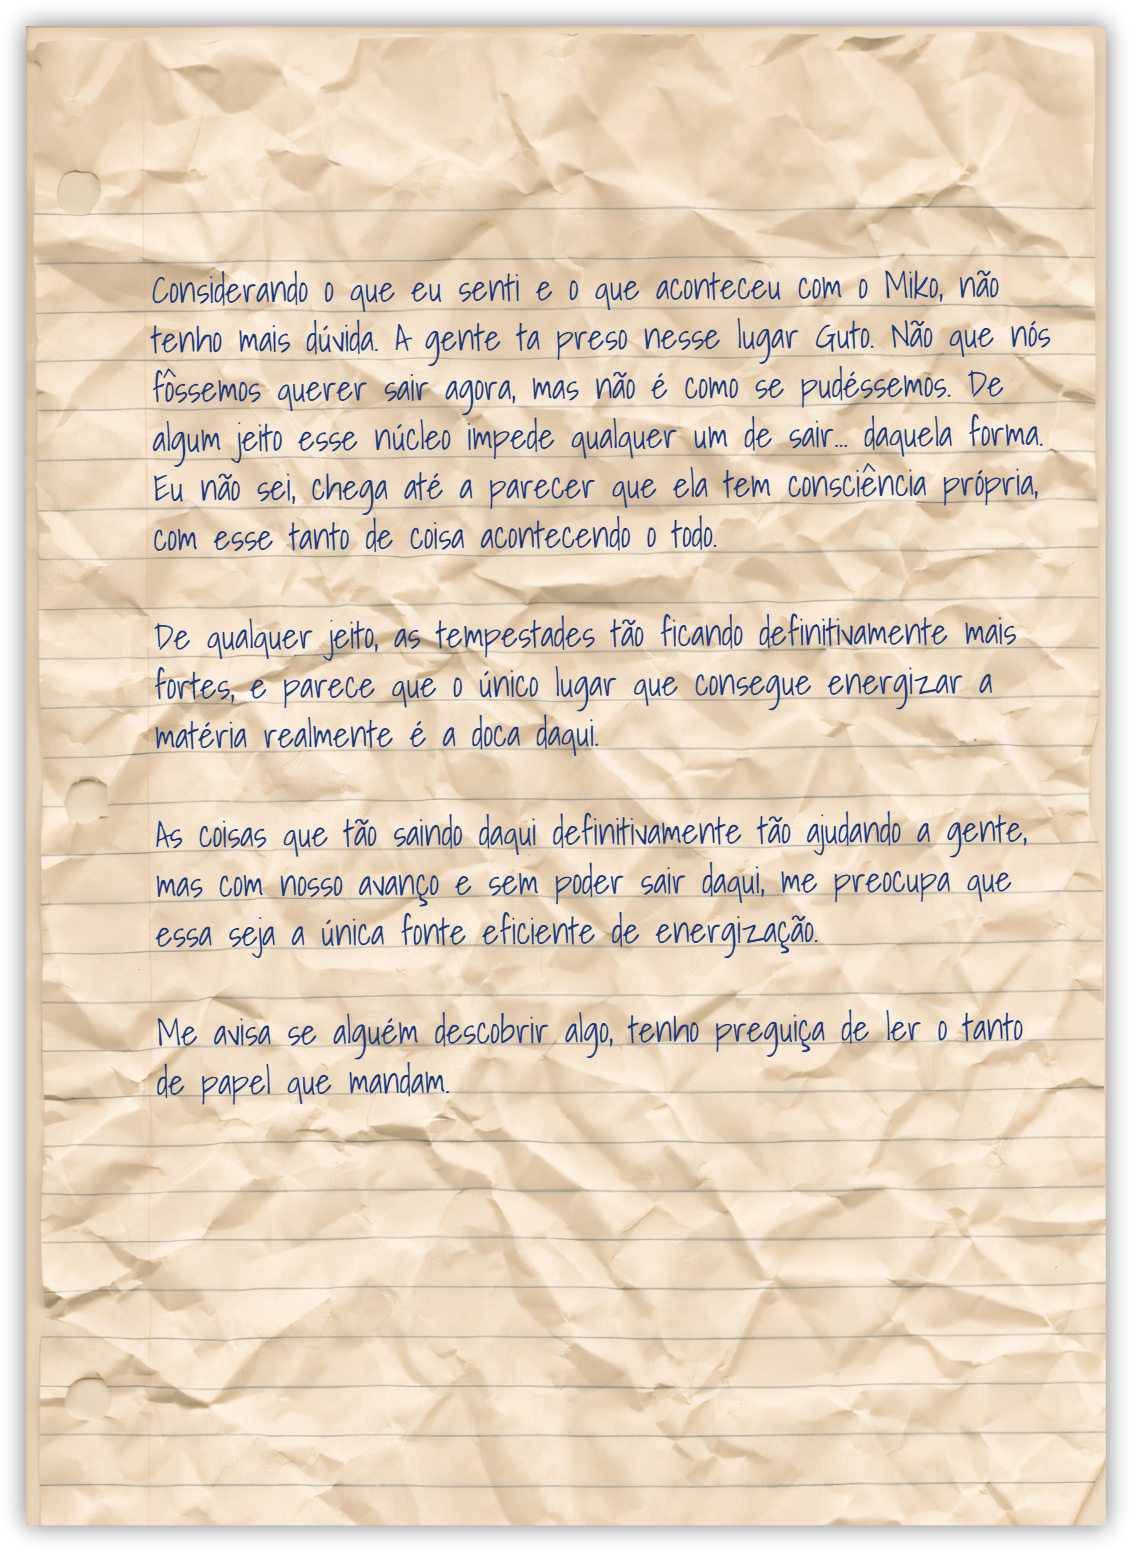 Considerando o que eu senti e o que aconteceu com o Miko, não
tenho mais dúvida. A gente ta preso nesse lugar Guto. Não que nós
fôssemos querer sair agora, mas não é como se pudéssemos. De
algum jeito esse núcleo impede qualquer um de sair... daquela forma.
Eu não sei, chega até a parecer que ela tem consciência própria,
com esse tanto de coisa acontecendo o todo.
De qualquer jeito, as tempestades tão ficando definitivamente mais
fortes, e parece que o único lugar que consegue energizar a
matéria realmente é a doca daqui.
As coisas que tão saindo daqui definitivamente tão ajudando a gente,
mas com nosso avanço e sem poder sair daqui, me preocupa que
essa seja a única fonte eficiente de energização.
Me avisa se alguém descobrir algo, tenho preguiça de ler o tanto
de papel que mandam.